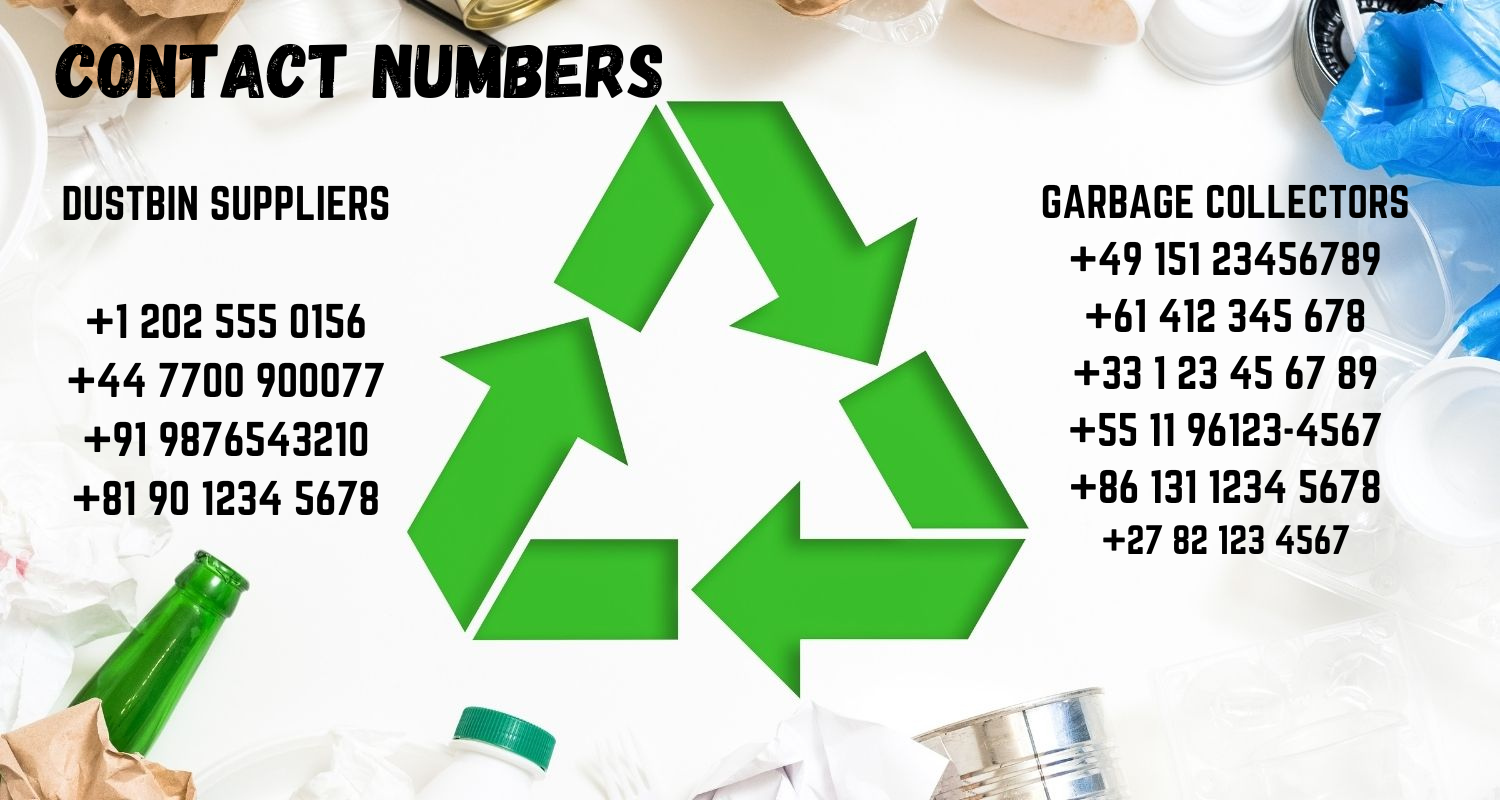 CONTACT NUMBERS
DUSTBIN SUPPLIERS
+1 202 555 0156
+44 7700 900077
+91 9876543210
+81 90 1234 5678
GARBAGE COLLECTORS
+49 151 23456789
+61 412 345 678
+33 1 23 45 67 89
+55 11 96123-4567
+86 131 1234 5678
+27 82 123 4567